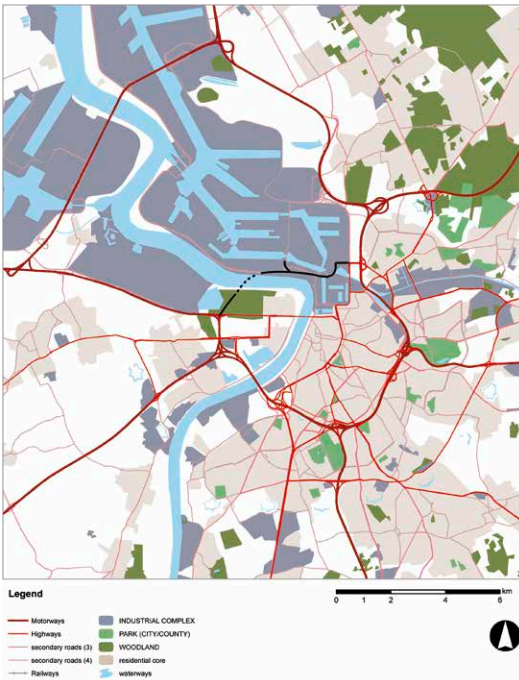 Legend
km
0 1 2 4 6
Motorways
Highways
secondary roads (3)
secondary roads (4)
Railways
INDUSTRIAL COMPLEX
PARK (CITY/COUNTY)
WOODLAND
residential core
waterways